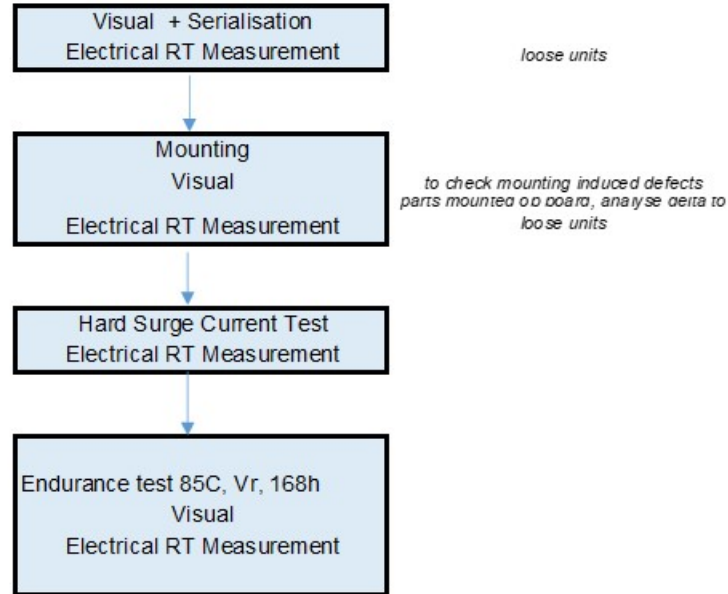 Visual + Serialisation
Electrical RT Measurement
loose units
Mounting
Visual
Electrical RT Measurement
to check mounting induced defects
parts mounted on board, analyse delta to
loose units
Hard Surge Current Test
Electrical RT Measurement
Endurance test 85C, Vr, 168h
Visual
Electrical RT Measurement